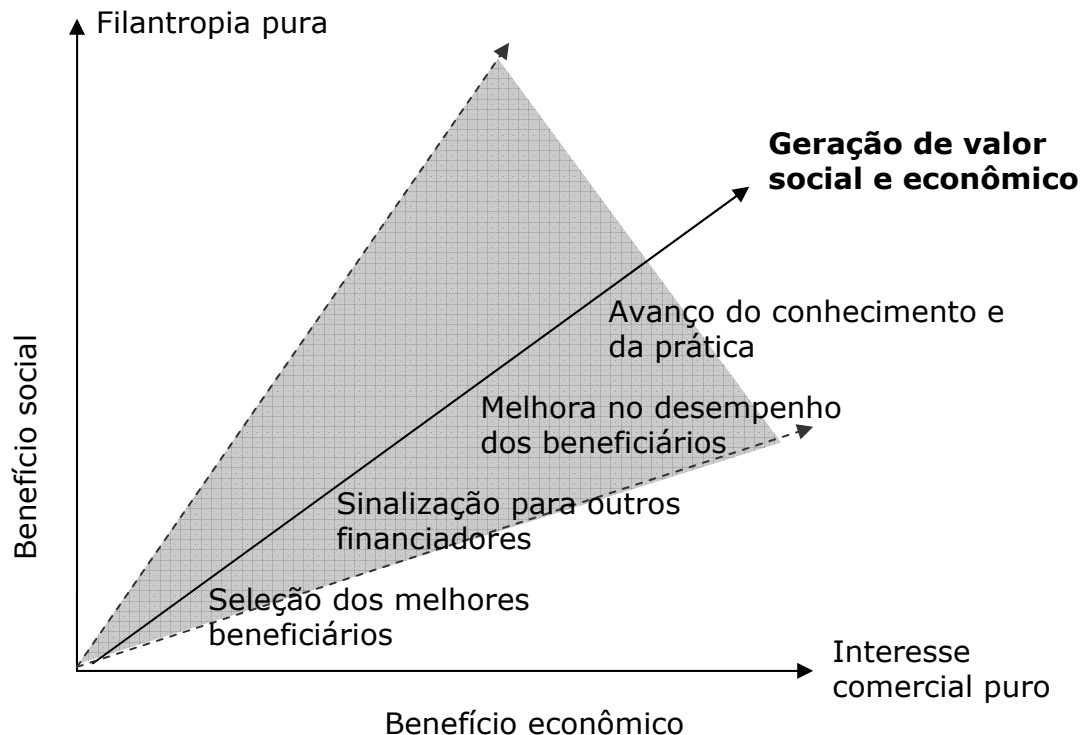 Filantropia pura
Geração de valor
social e econômico
Avanço do conhecimento e
da prática
Melhora no desempenho
dos beneficiários
Sinalização para outros
financiadores
Seleção dos melhores
beneficiários
Benefício social
Interesse
comercial puro
Benefício econômico